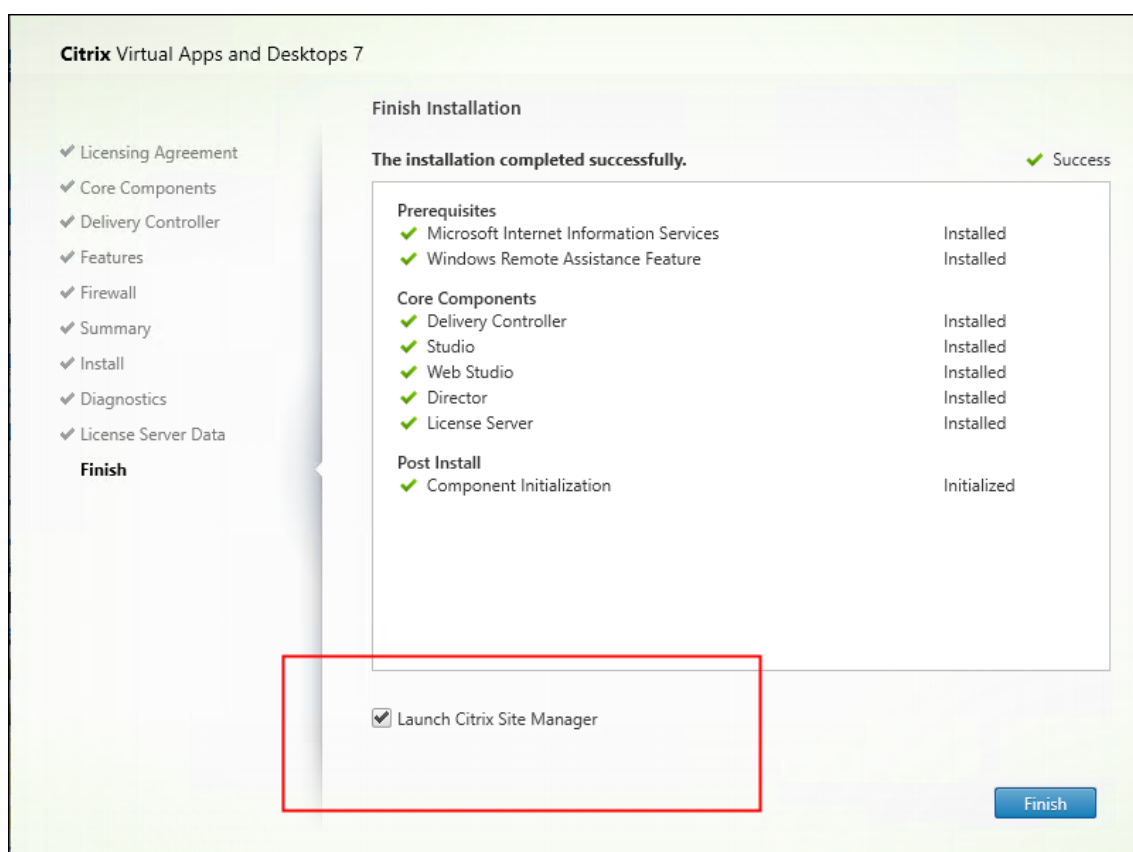 Citrix Virtual Apps and Desktops 7
Licensing Agreement
Core Components
Delivery Controller
Features
Firewall
Summary
Install
Diagnostics
License Server Data
Finish
Finish Installation
The installation completed successfully.
Success
Prerequisites
Microsoft Internet Information Services Installed
Windows Remote Assistance Feature Installed
Core Components
Delivery Controller Installed
Studio Installed
Web Studio Installed
Director Installed
License Server Installed
Post Install
Component Initialization Initialized
Launch Citrix Site Manager
Finish